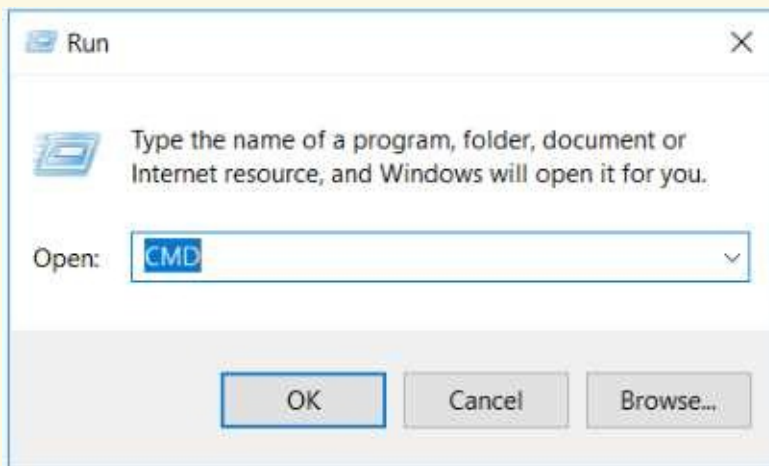 Run
Type the name of a program, folder, document or
Internet resource, and Windows will open it for you.
Open: CMD
OK Cancel Browse...